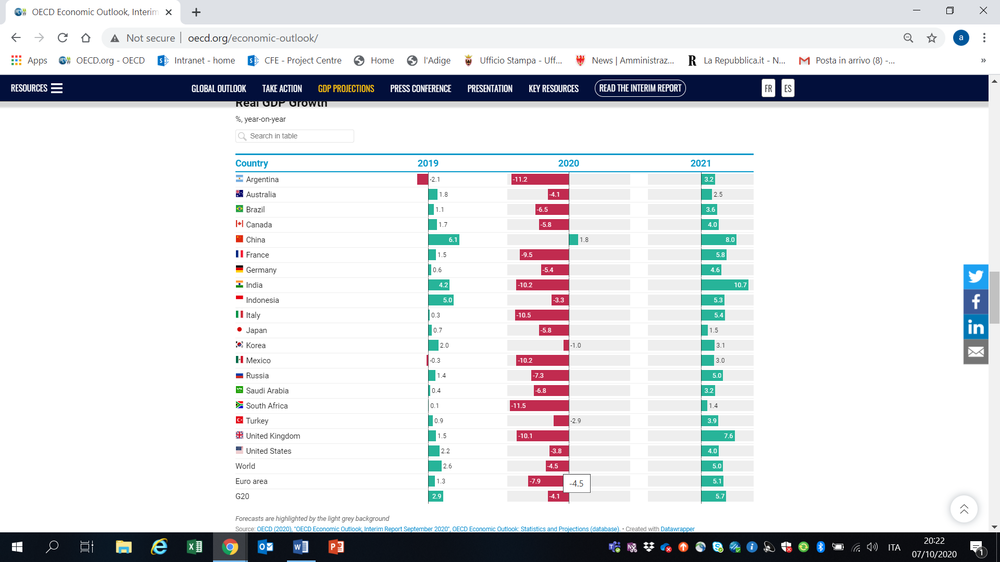 OECD Economic Outlook, Interim
Not secure | oecd.org/economic-outlook/ a
Apps OECD.org - OECD Intranet - home CFE - Project Centre Home l'Adige Ufficio Stampa - Uff... News | Amministraz... La Repubblica.it - N... Posta in arrivo (8) -... »
RESOURCES GLOBAL OUTLOOK TAKE ACTION GDP PROJECTIONS PRESS CONFERENCE PRESENTATION KEY RESOURCES READ THE INTERIM REPORT FR ES
Real GDP Growth
%, year-on-year
Search in table
Country 2019 2020 2021
Argentina -2.1 -11.2 3.2
Australia 1.8 -4.1 2.5
Brazil 1.1 -6.5 3.6
Canada 1.7 -5.8 4.0
China 6.1 1.8 8.0
France 1.5 -9.5 5.8
Germany 0.6 -5.4 4.6
India 4.2 -10.2 10.7
Indonesia 5.0 -3.3 5.3
Italy 0.3 -10.5 5.4
Japan 0.7 -5.8 1.5
Korea 2.0 -1.0 3.1
Mexico -0.3 -10.2 3.0
Russia 1.4 -7.3 5.0
Saudi Arabia 0.4 -6.8 3.2
South Africa 0.1 -11.5 1.4
Turkey 0.9 -2.9 3.9
United Kingdom 1.5 -10.1 7.6
United States 2.2 -3.8 4.0
World 2.6 -4.5 5.0
Euro area 1.3 -7.9 5.1
-4.5
G20 2.9 -4.1 5.7
Forecasts are highlighted by the light grey background
Source: OECD (2020), "OECD Economic Outlook, Interim Report September 2020", OECD Economic Outlook: Statistics and Projections (database). • Created with Datawrapper
ITA
20:22
07/10/2020
1